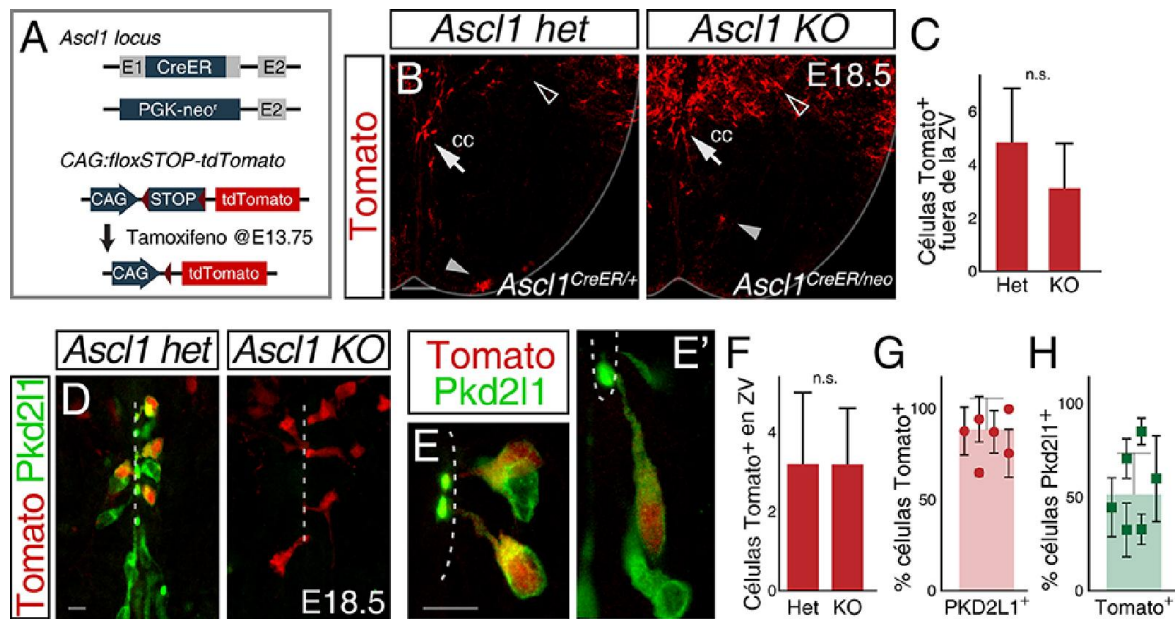 A
Ascl1 locus
E1 CreER E2
PGK-neoʳ E2
CAG:floxSTOP-tdTomato
CAG STOP tdTomato
Tamoxifeno @E13.75
CAG tdTomato
Ascl1 het
Ascl1 KO
Tomato
B
E18.5
cc
cc
Ascl1CreER/+
Ascl1CreER/neo
C
n.s.
Células Tomato+
fuera de la ZV
6
4
2
0
Het KO
Ascl1 het
Ascl1 KO
Tomato Pkd2l1
D
E18.5
Tomato
Pkd2l1
E
E'
F
n.s.
Células Tomato+ en ZV
4
2
0
Het KO
G
% células Tomato+
100
50
0
PKD2L1+
H
% células Pkd2l1+
100
50
0
Tomato+